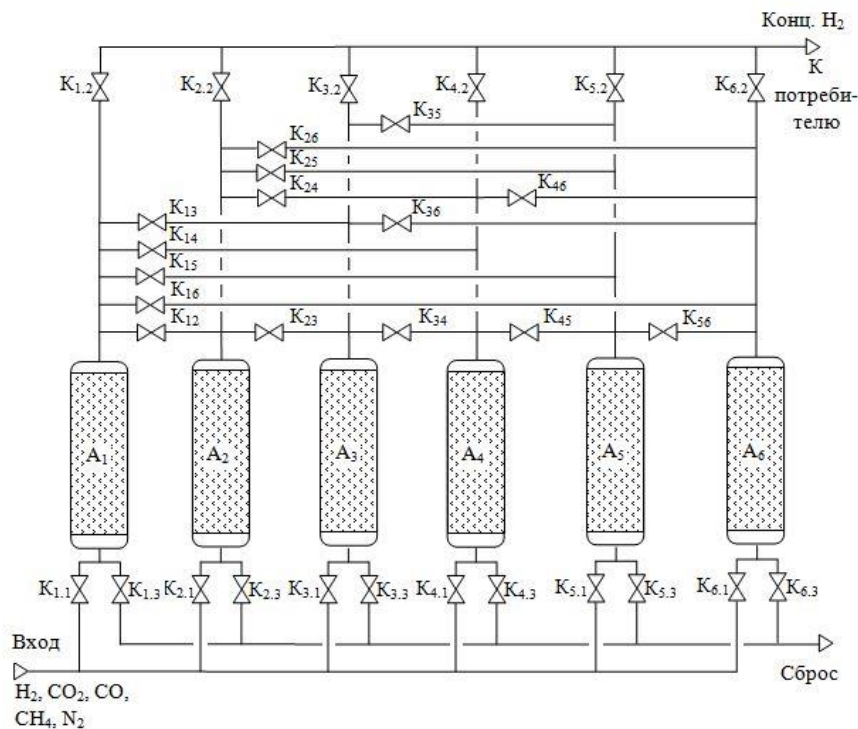 Конц. H₂
К
потреби-
телю
K₁.₂
K₂.₂
K₃.₂
K₄.₂
K₅.₂
K₆.₂
K₃₅
K₂₆
K₂₅
K₂₄
K₄₆
K₁₃
K₃₆
K₁₄
K₁₅
K₁₆
K₁₂
K₂₃
K₃₄
K₄₅
K₅₆
A₁
A₂
A₃
A₄
A₅
A₆
K₁.₁
K₁.₃
K₂.₁
K₂.₃
K₃.₁
K₃.₃
K₄.₁
K₄.₃
K₅.₁
K₅.₃
K₆.₁
K₆.₃
Вход
H₂, CO₂, CO,
CH₄, N₂
Сброс